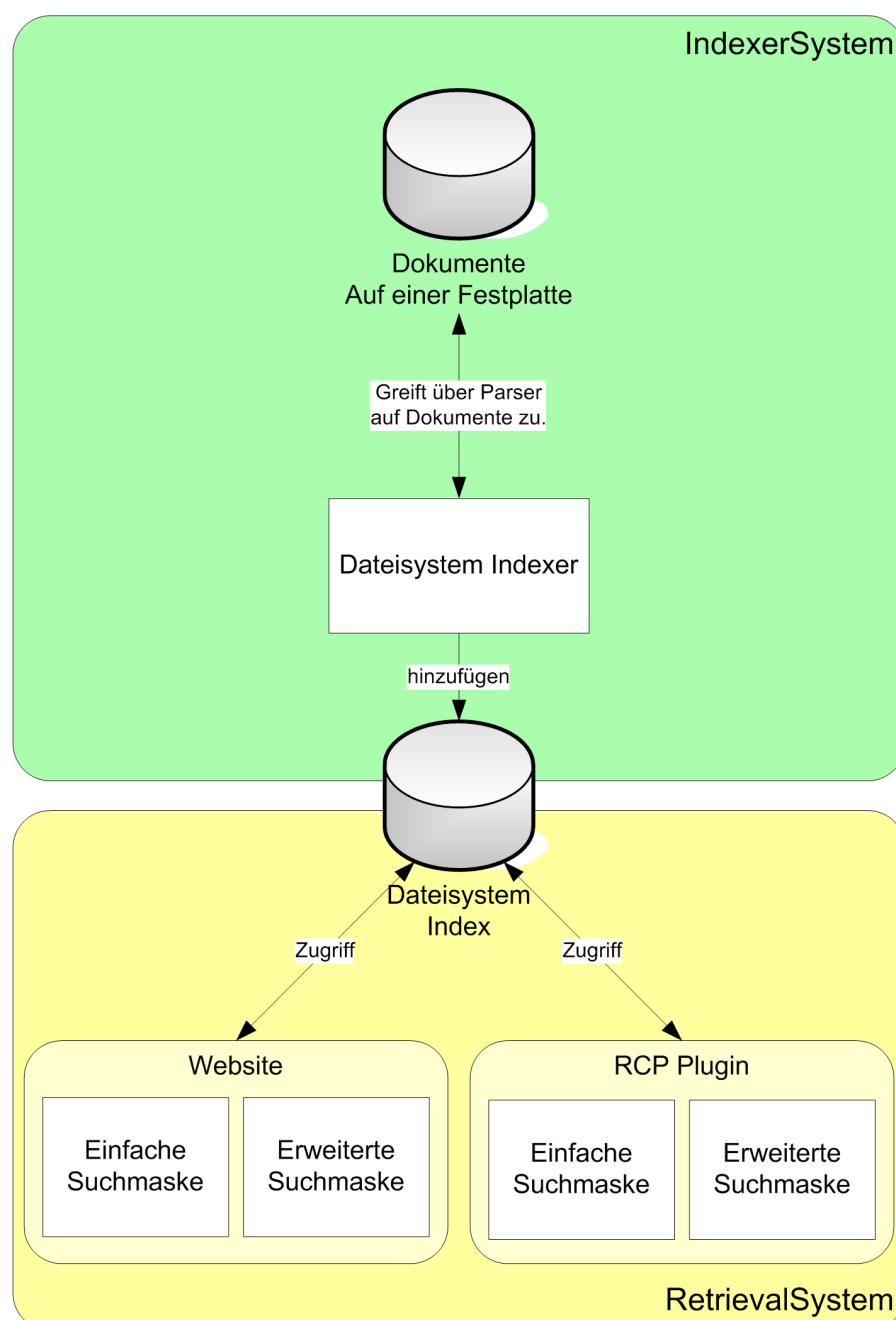 IndexerSystem
Dokumente
Auf einer Festplatte
Greift über Parser
auf Dokumente zu.
Dateisystem Indexer
hinzufügen
Dateisystem
Index
Zugriff
Zugriff
Website
Einfache
Suchmaske
Erweiterte
Suchmaske
RCP Plugin
Einfache
Suchmaske
Erweiterte
Suchmaske
RetrievalSystem